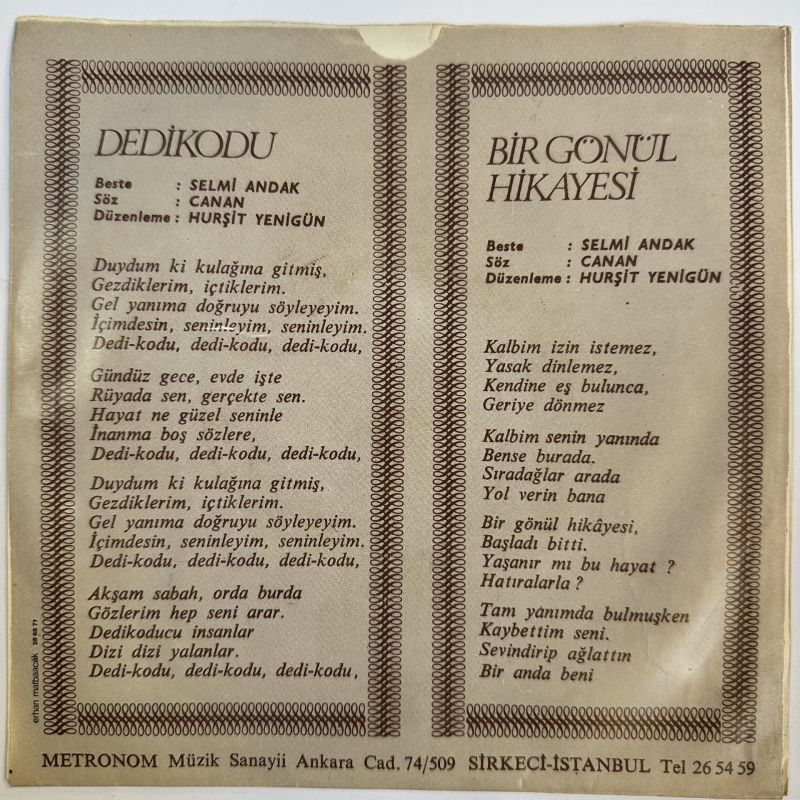 DEDİKODU
Beste : SELMİ ANDAK
Söz : CANAN
Düzenleme : HURŞİT YENİGÜN
Duydum ki kulağına gitmiş,
Gezdiklerim, içtiklerim.
Gel yanıma doğruyu söyleyeyim.
İçimdesin, seninleyim, seninleyim.
Dedi-kodu, dedi-kodu, dedi-kodu,
Gündüz gece, evde işte
Rüyada sen, gerçekte sen.
Hayat ne güzel seninle
İnanma boş sözlere,
Dedi-kodu, dedi-kodu, dedi-kodu,
Duydum ki kulağına gitmiş,
Gezdiklerim, içtiklerim.
Gel yanıma doğruyu söyleyeyim.
İçimdesin, seninleyim, seninleyim.
Dedi-kodu, dedi-kodu, dedi-kodu,
Akşam sabah, orda burda
Gözlerim hep seni arar.
Dedikoducu insanlar
Dizi dizi yalanlar.
Dedi-kodu, dedi-kodu, dedi-kodu,
BİR GÖNÜL
HİKAYESİ
Beste : SELMİ ANDAK
Söz : CANAN
Düzenleme : HURŞİT YENİGÜN
Kalbim izin istemez,
Yasak dinlemez,
Kendine eş bulunca,
Geriye dönmez
Kalbim senin yanında
Bense burada.
Sıradağlar arada
Yol verin bana
Bir gönül hikâyesi,
Başladı bitti.
Yaşanır mı bu hayat ?
Hatıralarla ?
Tam yanımda bulmuşken
Kaybettim seni.
Sevindirip ağlattın
Bir anda beni
erhan matbaacılık 28 68 71
METRONOM Müzik Sanayii Ankara Cad. 74/509 SİRKECİ-İSTANBUL Tel 26 54 59